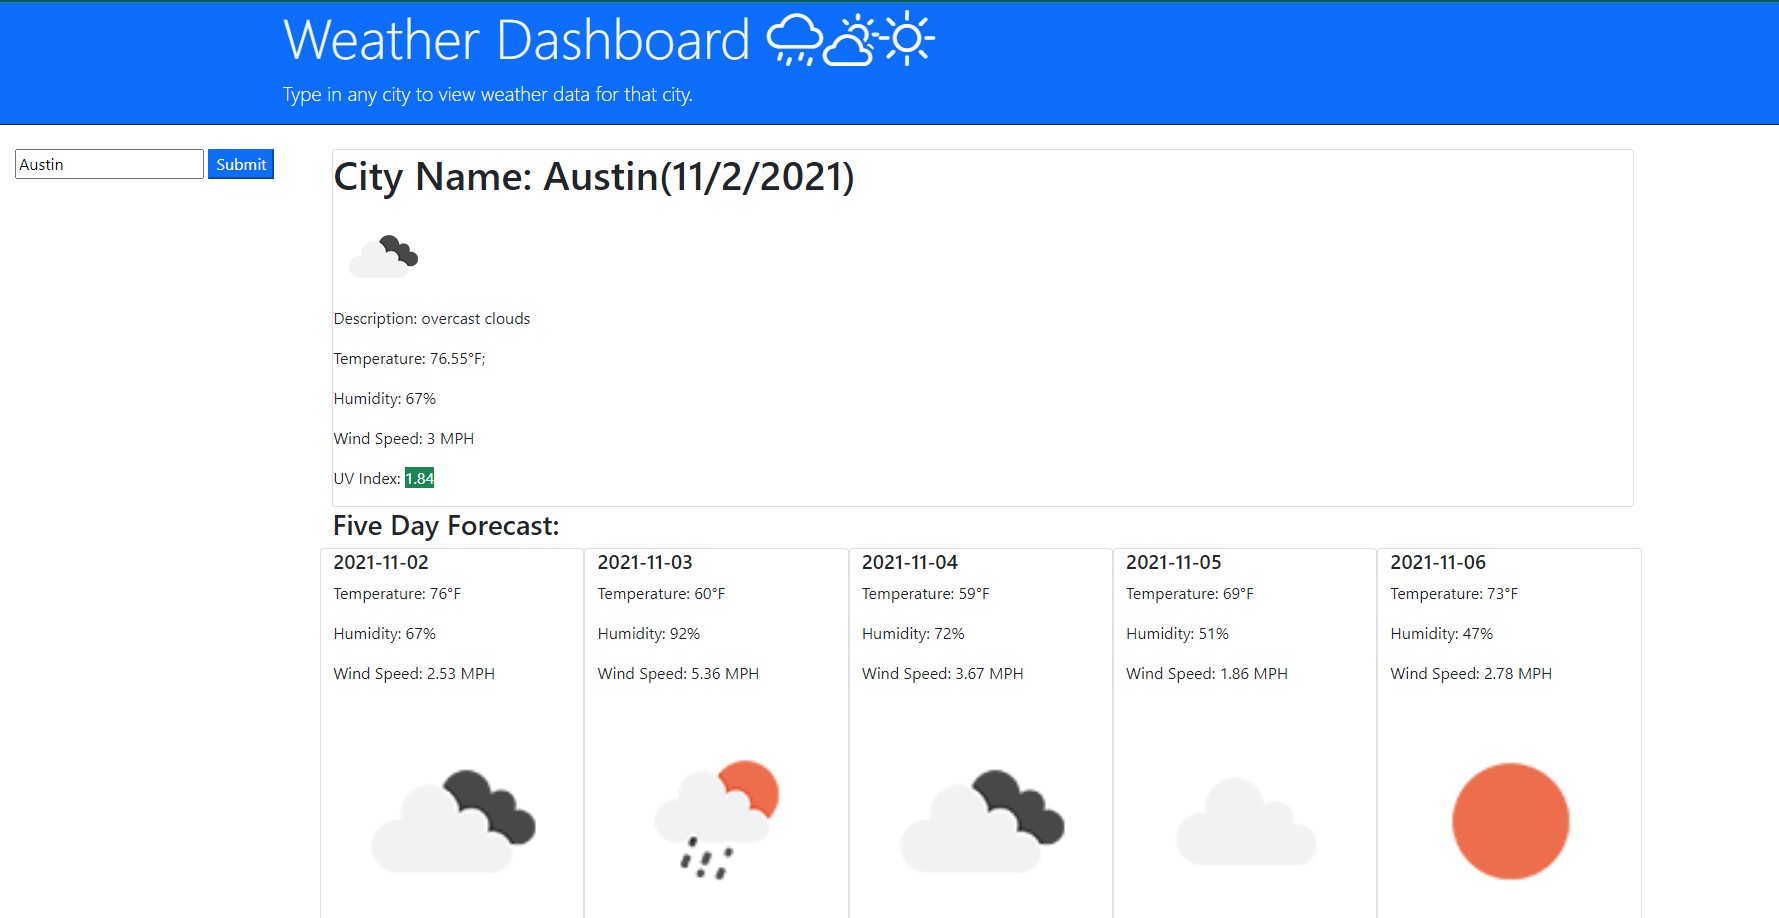 Weather Dashboard
Type in any city to view weather data for that city.
Austin Submit
City Name: Austin(11/2/2021)
Description: overcast clouds
Temperature: 76.55°F;
Humidity: 67%
Wind Speed: 3 MPH
UV Index: 1.84
Five Day Forecast:
2021-11-02
Temperature: 76°F
Humidity: 67%
Wind Speed: 2.53 MPH
2021-11-03
Temperature: 60°F
Humidity: 92%
Wind Speed: 5.36 MPH
2021-11-04
Temperature: 59°F
Humidity: 72%
Wind Speed: 3.67 MPH
2021-11-05
Temperature: 69°F
Humidity: 51%
Wind Speed: 1.86 MPH
2021-11-06
Temperature: 73°F
Humidity: 47%
Wind Speed: 2.78 MPH